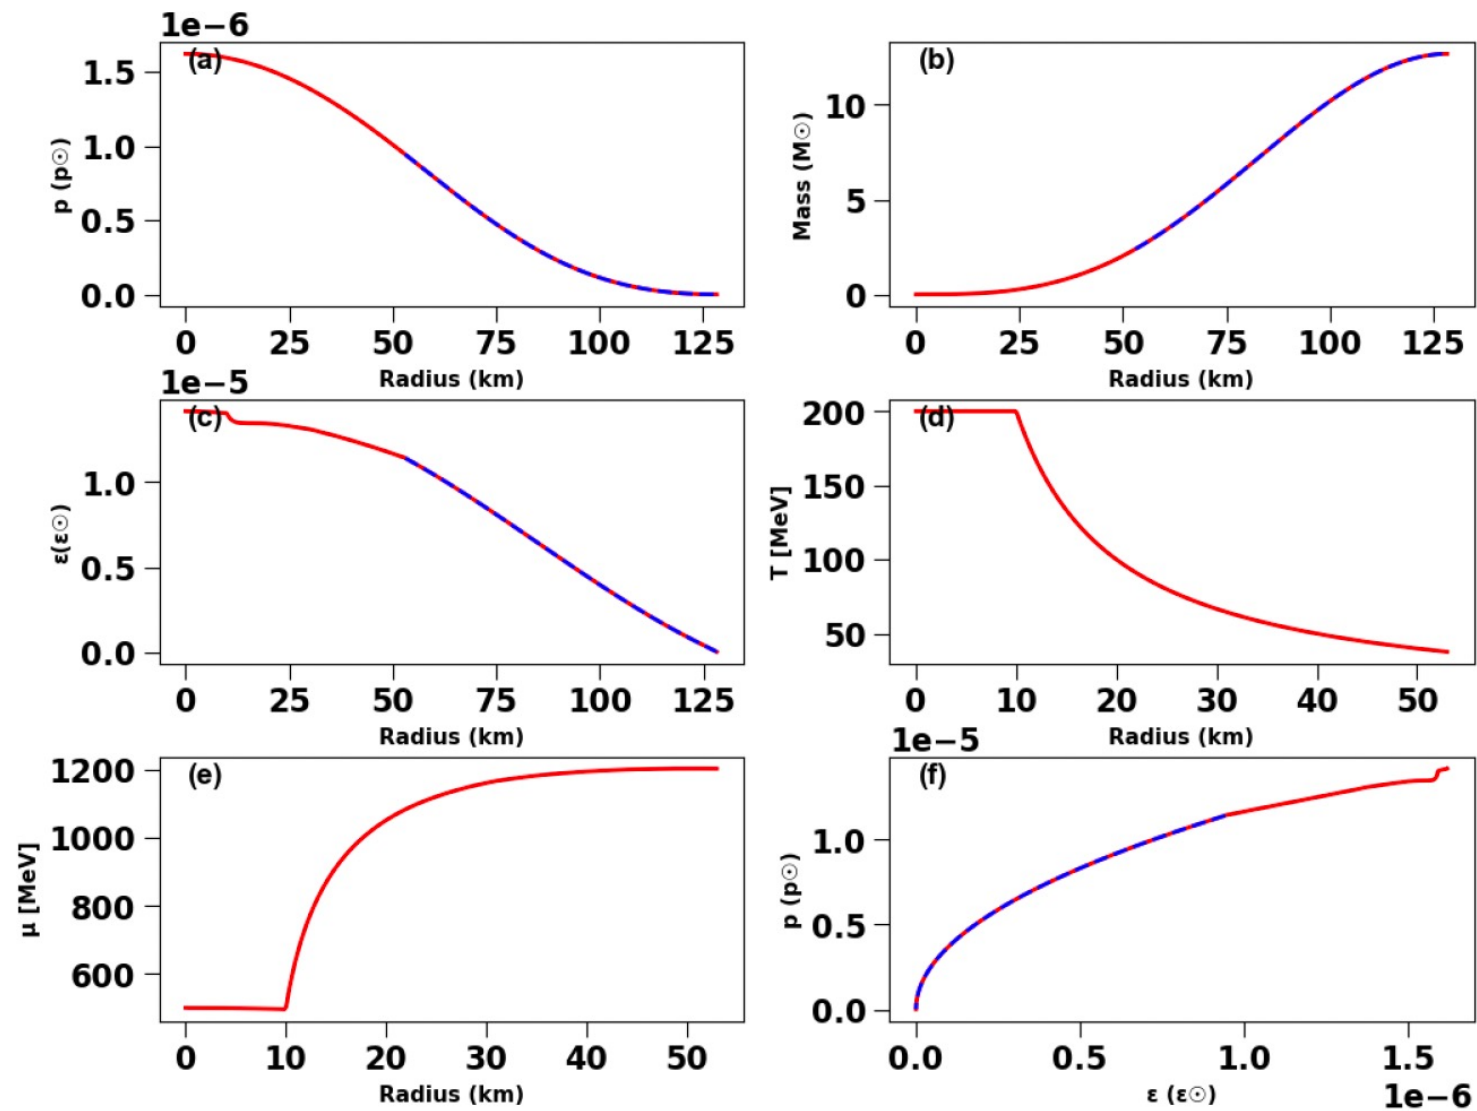 1e−6
(a)
1.5
1.0
0.5
0.0
p (p☉)
0 25 50 75 100 125
Radius (km)
(b)
10
5
0
Mass (M☉)
0 25 50 75 100 125
Radius (km)
1e−5
(c)
1.0
0.5
0.0
ε(ε☉)
0 25 50 75 100 125
Radius (km)
(d)
200
150
100
50
T [MeV]
0 10 20 30 40 50
Radius (km)
(e)
1200
1000
800
600
μ [MeV]
0 10 20 30 40 50
Radius (km)
1e−5
(f)
1.0
0.5
0.0
p (p☉)
0.0 0.5 1.0 1.5
ε (ε☉)
1e−6